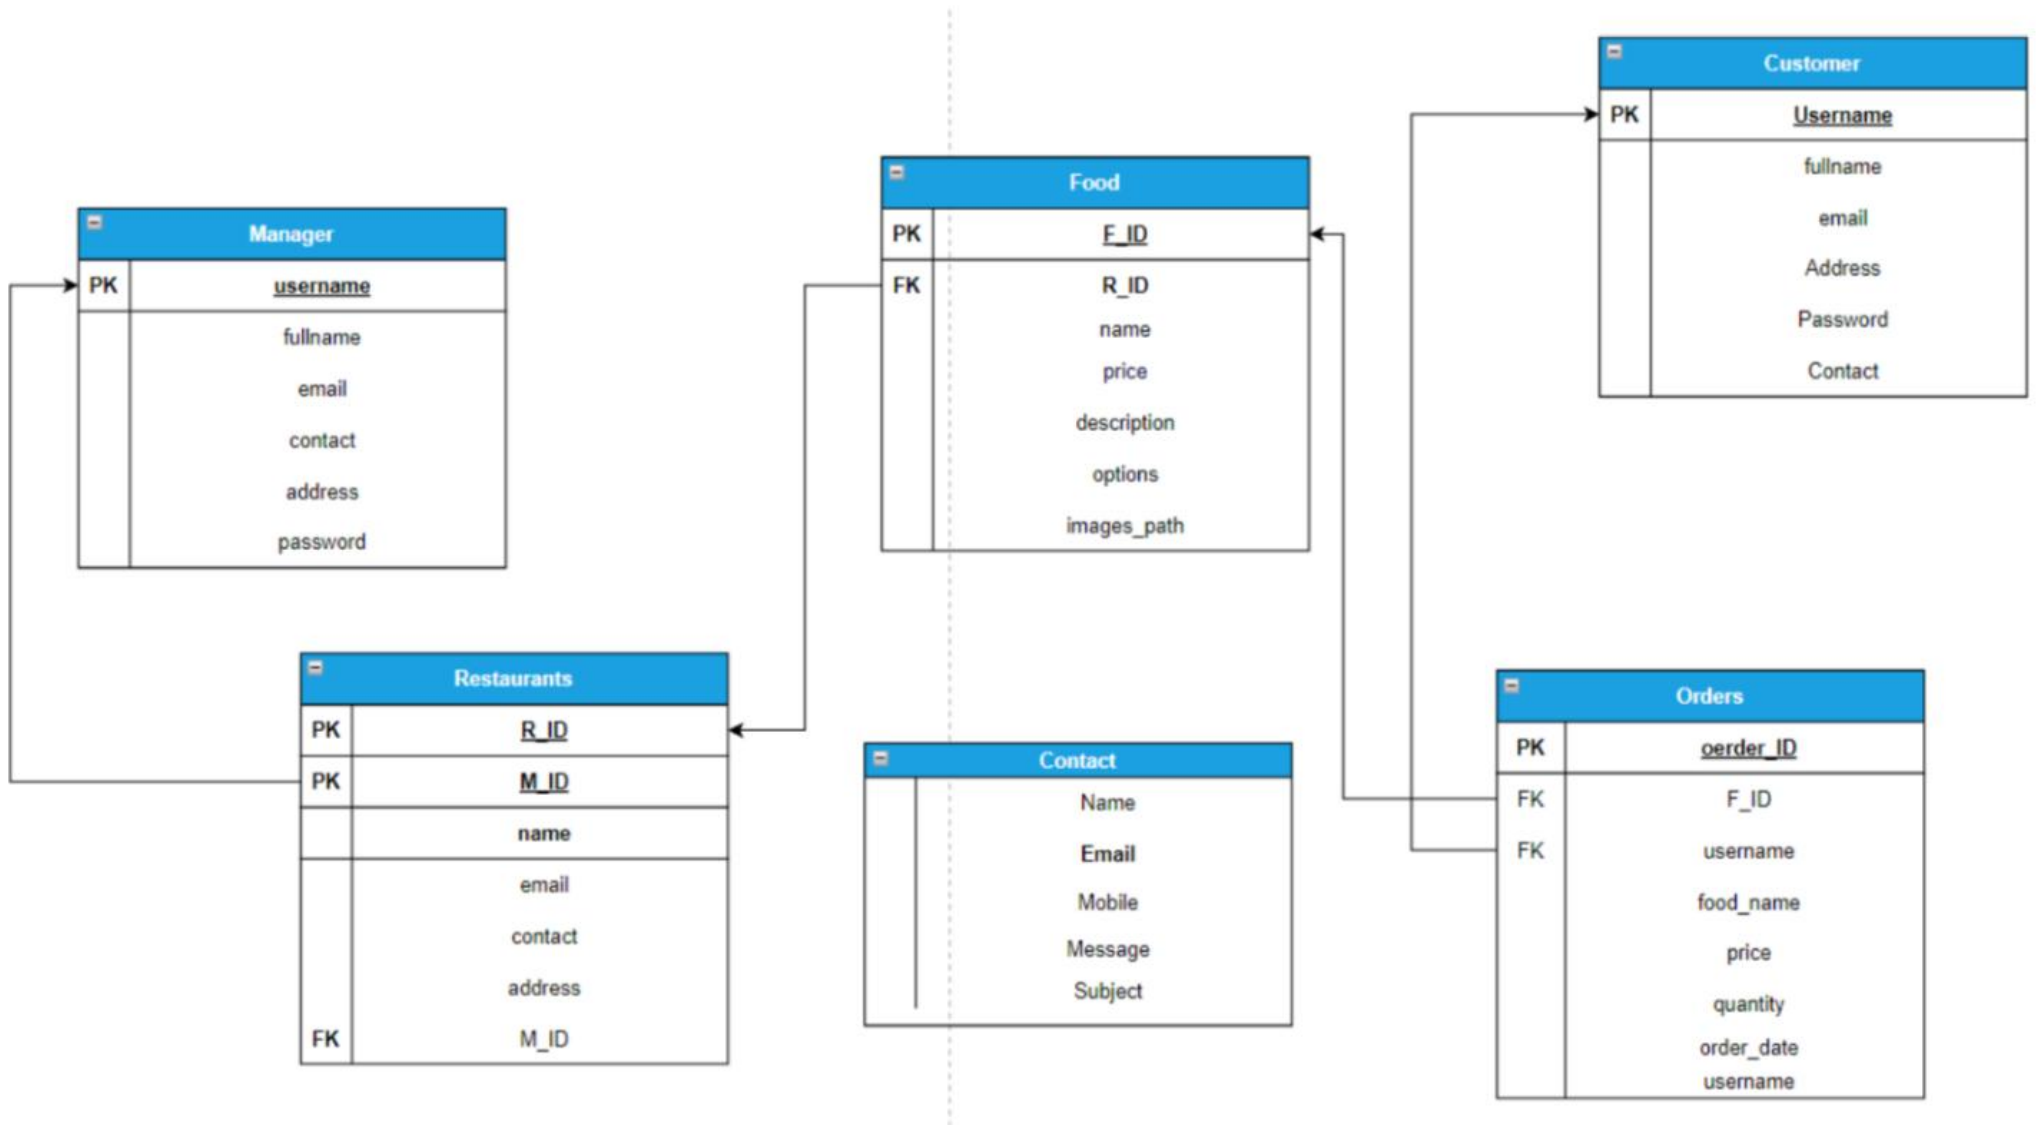 Customer
PK Username
fullname
email
Address
Password
Contact
Food
PK F_ID
FK R_ID
name
price
description
options
images_path
Manager
PK username
fullname
email
contact
address
password
Restaurants
PK R_ID
PK M_ID
name
email
contact
address
FK M_ID
Contact
Name
Email
Mobile
Message
Subject
Orders
PK oerder_ID
FK F_ID
FK username
food_name
price
quantity
order_date
username